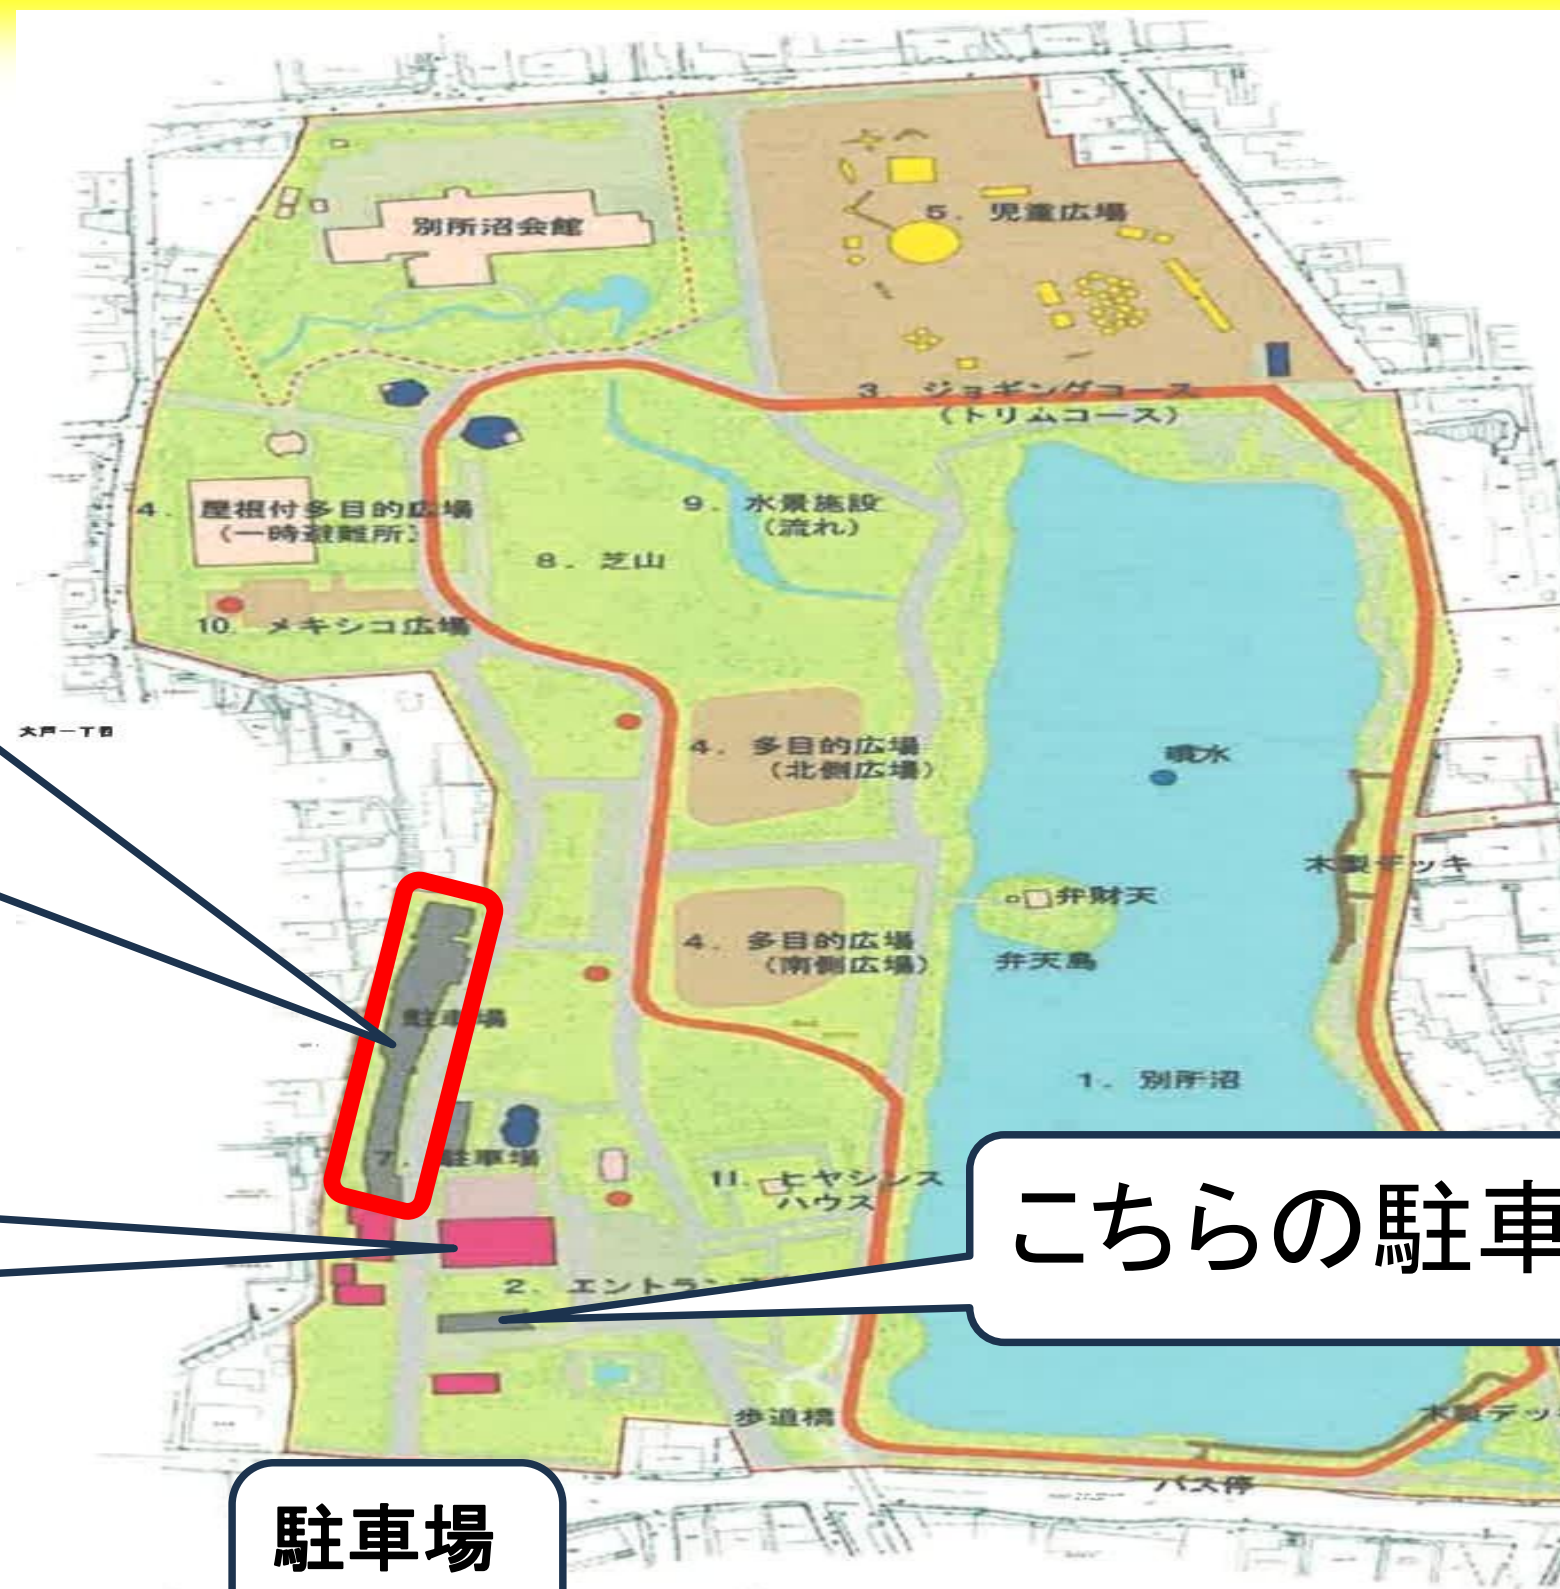 別所沼会館
5. 児童広場
3. ジョギングコース
(トリムコース)
4. 屋根付多目的広場
(一時避難所)
9. 水景施設
(流れ)
8. 芝山
10. メキシコ広場
大戸一丁目
4. 多目的広場
(北側広場)
噴水
木製デッキ
弁財天
4. 多目的広場
(南側広場)
弁天島
駐車場
1. 別所沼
7. 駐車場
11. ヒヤシンス
ハウス
こちらの駐車
2. エントランス
歩道橋
木製デッ
バス停
駐車場